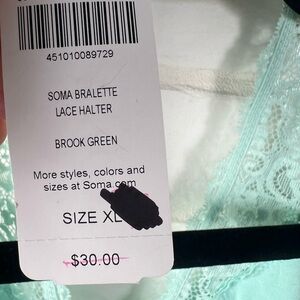 451010089729
SOMA BRALETTE
LACE HALTER
BROOK GREEN
More styles, colors and
sizes at Soma.com
SIZE XL
$30.00